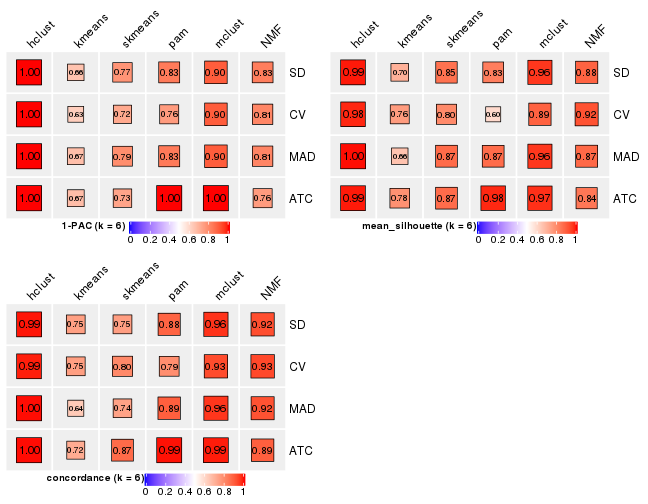 hclust kmeans skmeans pam mclust NMF
1.00 0.66 0.77 0.83 0.90 0.83 SD
1.00 0.63 0.72 0.76 0.90 0.81 CV
1.00 0.67 0.79 0.83 0.90 0.81 MAD
1.00 0.67 0.73 1.00 1.00 0.76 ATC
1-PAC (k = 6)
0 0.2 0.4 0.6 0.8 1
hclust kmeans skmeans pam mclust NMF
0.99 0.70 0.85 0.83 0.96 0.88 SD
0.98 0.76 0.80 0.60 0.89 0.92 CV
1.00 0.66 0.87 0.87 0.96 0.87 MAD
0.99 0.78 0.87 0.98 0.97 0.84 ATC
mean_silhouette (k = 6)
0 0.2 0.4 0.6 0.8 1
hclust kmeans skmeans pam mclust NMF
0.99 0.75 0.75 0.88 0.96 0.92 SD
0.99 0.75 0.80 0.79 0.93 0.93 CV
1.00 0.64 0.74 0.89 0.96 0.92 MAD
1.00 0.72 0.87 0.99 0.99 0.89 ATC
concordance (k = 6)
0 0.2 0.4 0.6 0.8 1